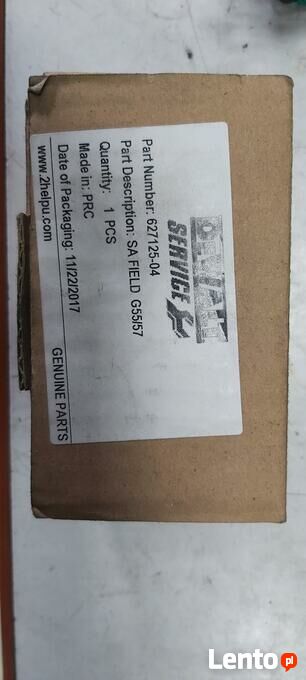 SERVICE
Part Number: 627125-04
Part Description: SA FIELD G55/57
Quantity: 1 PCS
Made in: PRC
Date of Packaging: 11/22/2017
www.2helpu.com
GENUINE PARTS
Lento pl